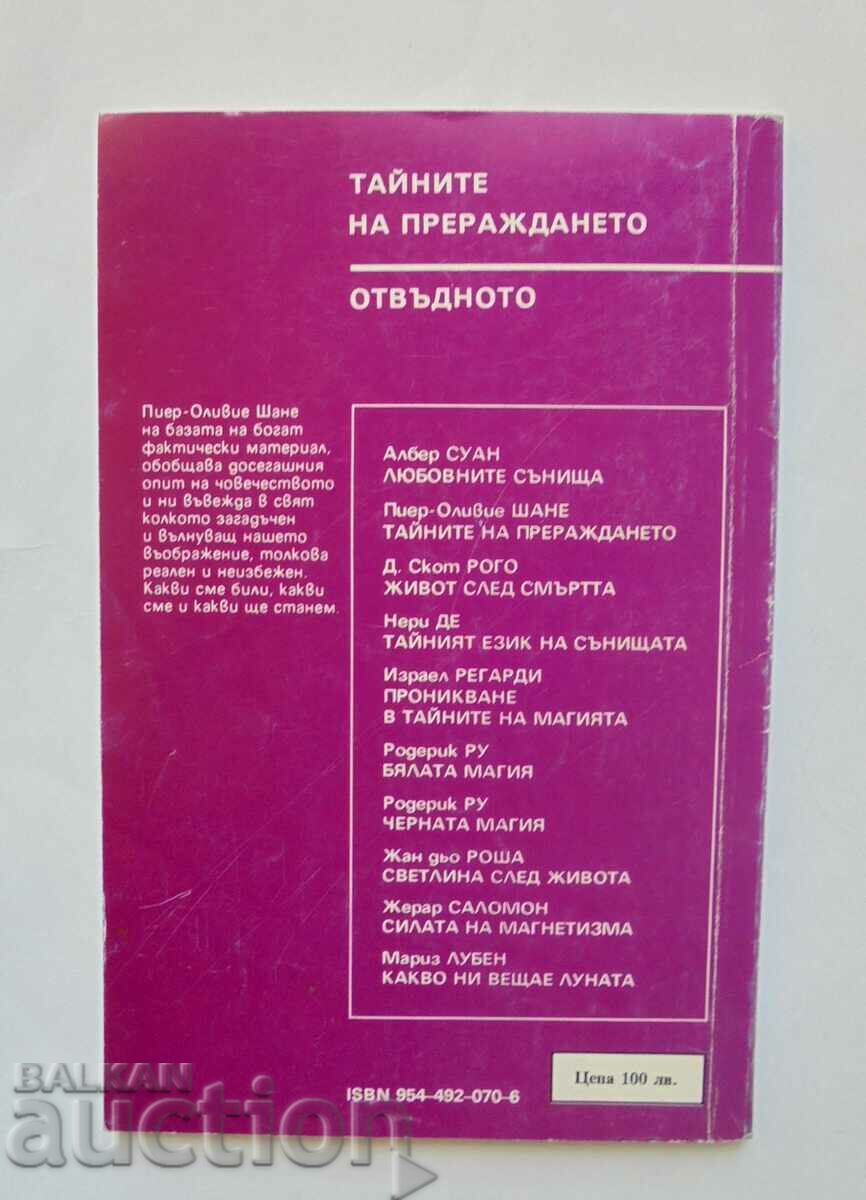 ТАЙНИТЕ
НА ПРЕРАЖДАНЕТО
ОТВЪДНОТО
Пиер-Оливие Шане
на базата на богат
фактически материал,
обобщава досегашния
опит на човечеството
и ни въвежда в свят
колкото загадъчен
и вълнуващ нашето
въображение, толкова
реален и неизбежен.
Какви сме били, какви
сме и какви ще станем.
Албер СУАН
ЛЮБОВНИТЕ СЪНИЩА
Пиер-Оливие ШАНЕ
ТАЙНИТЕ НА ПРЕРАЖДАНЕТО
Д. Скот РОГО
ЖИВОТ СЛЕД СМЪРТТА
Нери ДЕ
ТАЙНИЯТ ЕЗИК НА СЪНИЩАТА
Израел РЕГАРДИ
ПРОНИКВАНЕ
В ТАЙНИТЕ НА МАГИЯТА
Родерик РУ
БЯЛАТА МАГИЯ
Родерик РУ
ЧЕРНАТА МАГИЯ
Жан дьо РОША
СВЕТЛИНА СЛЕД ЖИВОТА
Жерар САЛОМОН
СИЛАТА НА МАГНЕТИЗМА
Мариз ЛУБЕН
КАКВО НИ ВЕЩАЕ ЛУНАТА
Цена 100 лв.
ISBN 954-492-070-6
BALKAN
auction